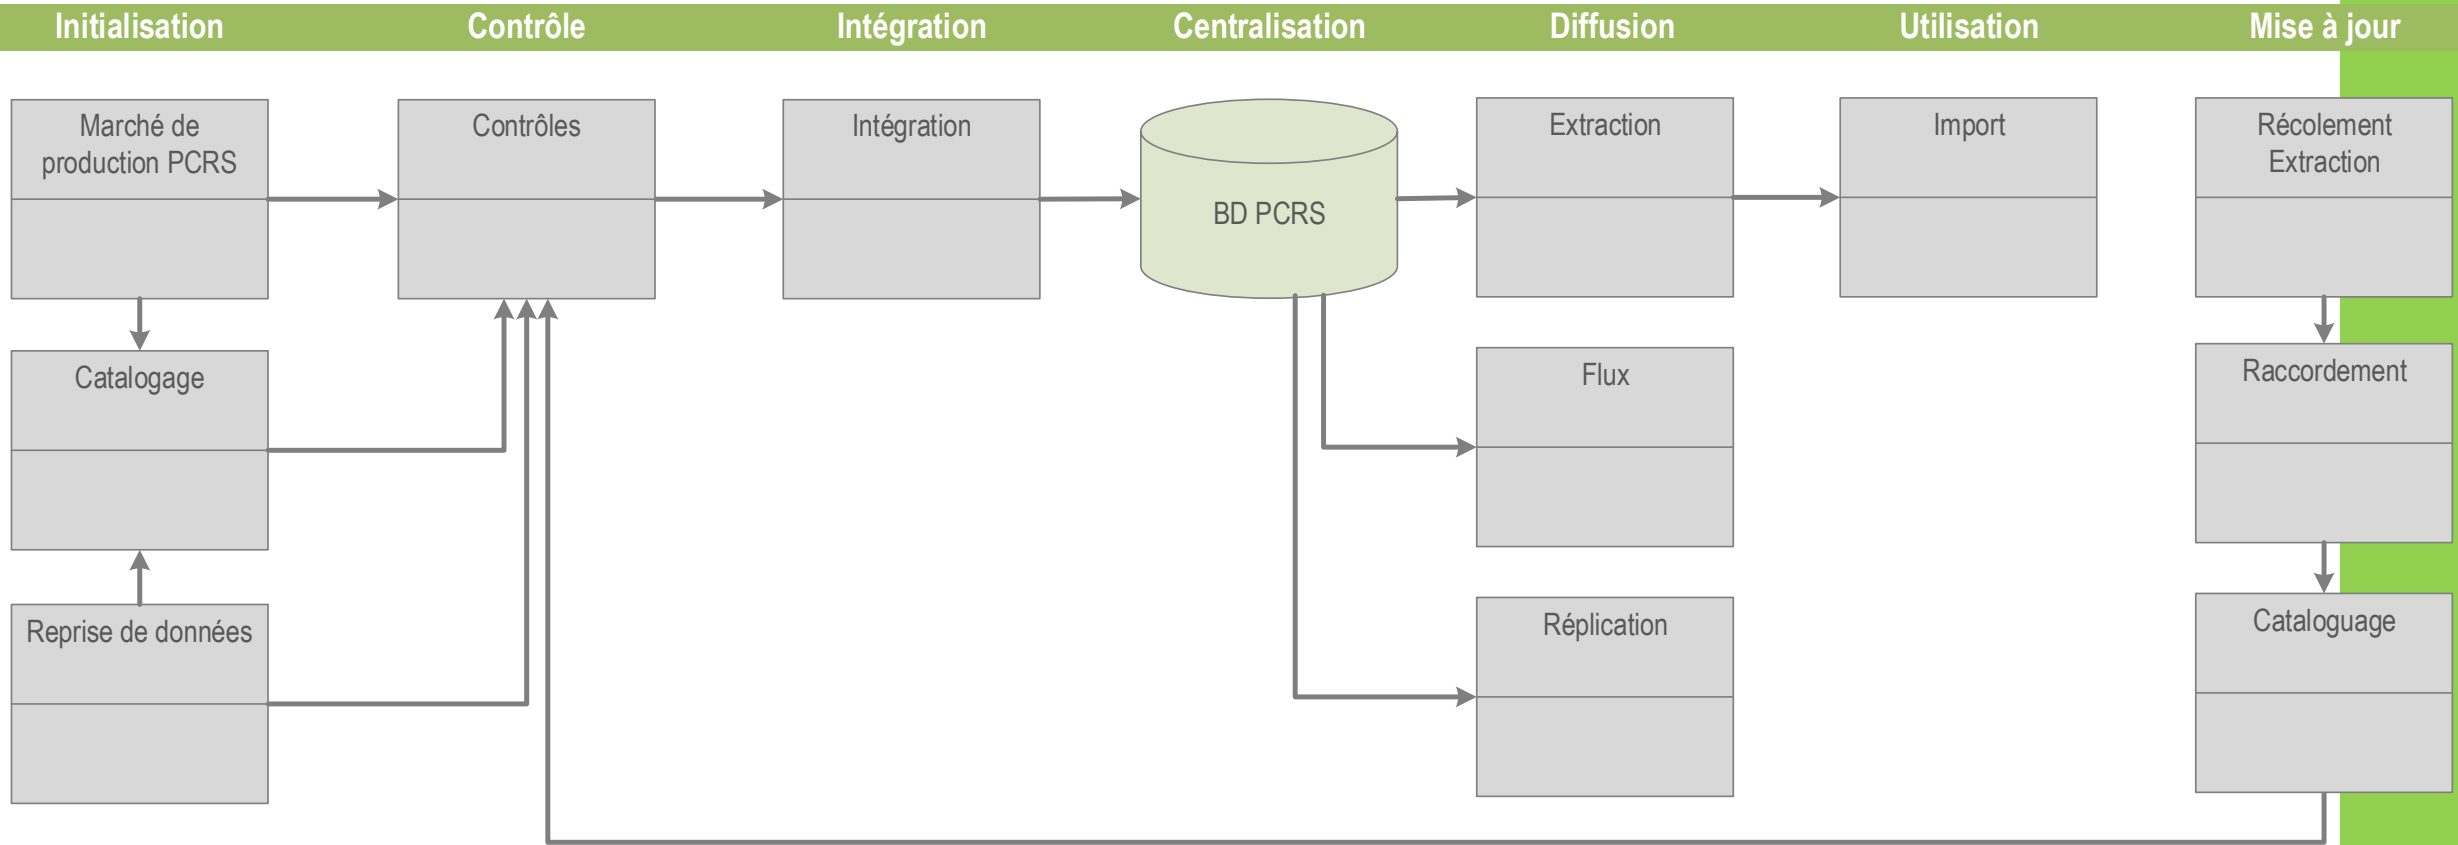 Initialisation
Contrôle
Intégration
Centralisation
Diffusion
Utilisation
Mise à jour
Marché de
production PCRS
Contrôles
Intégration
BD PCRS
Extraction
Import
Récolement
Extraction
Catalogage
Flux
Raccordement
Reprise de données
Réplication
Cataloguage